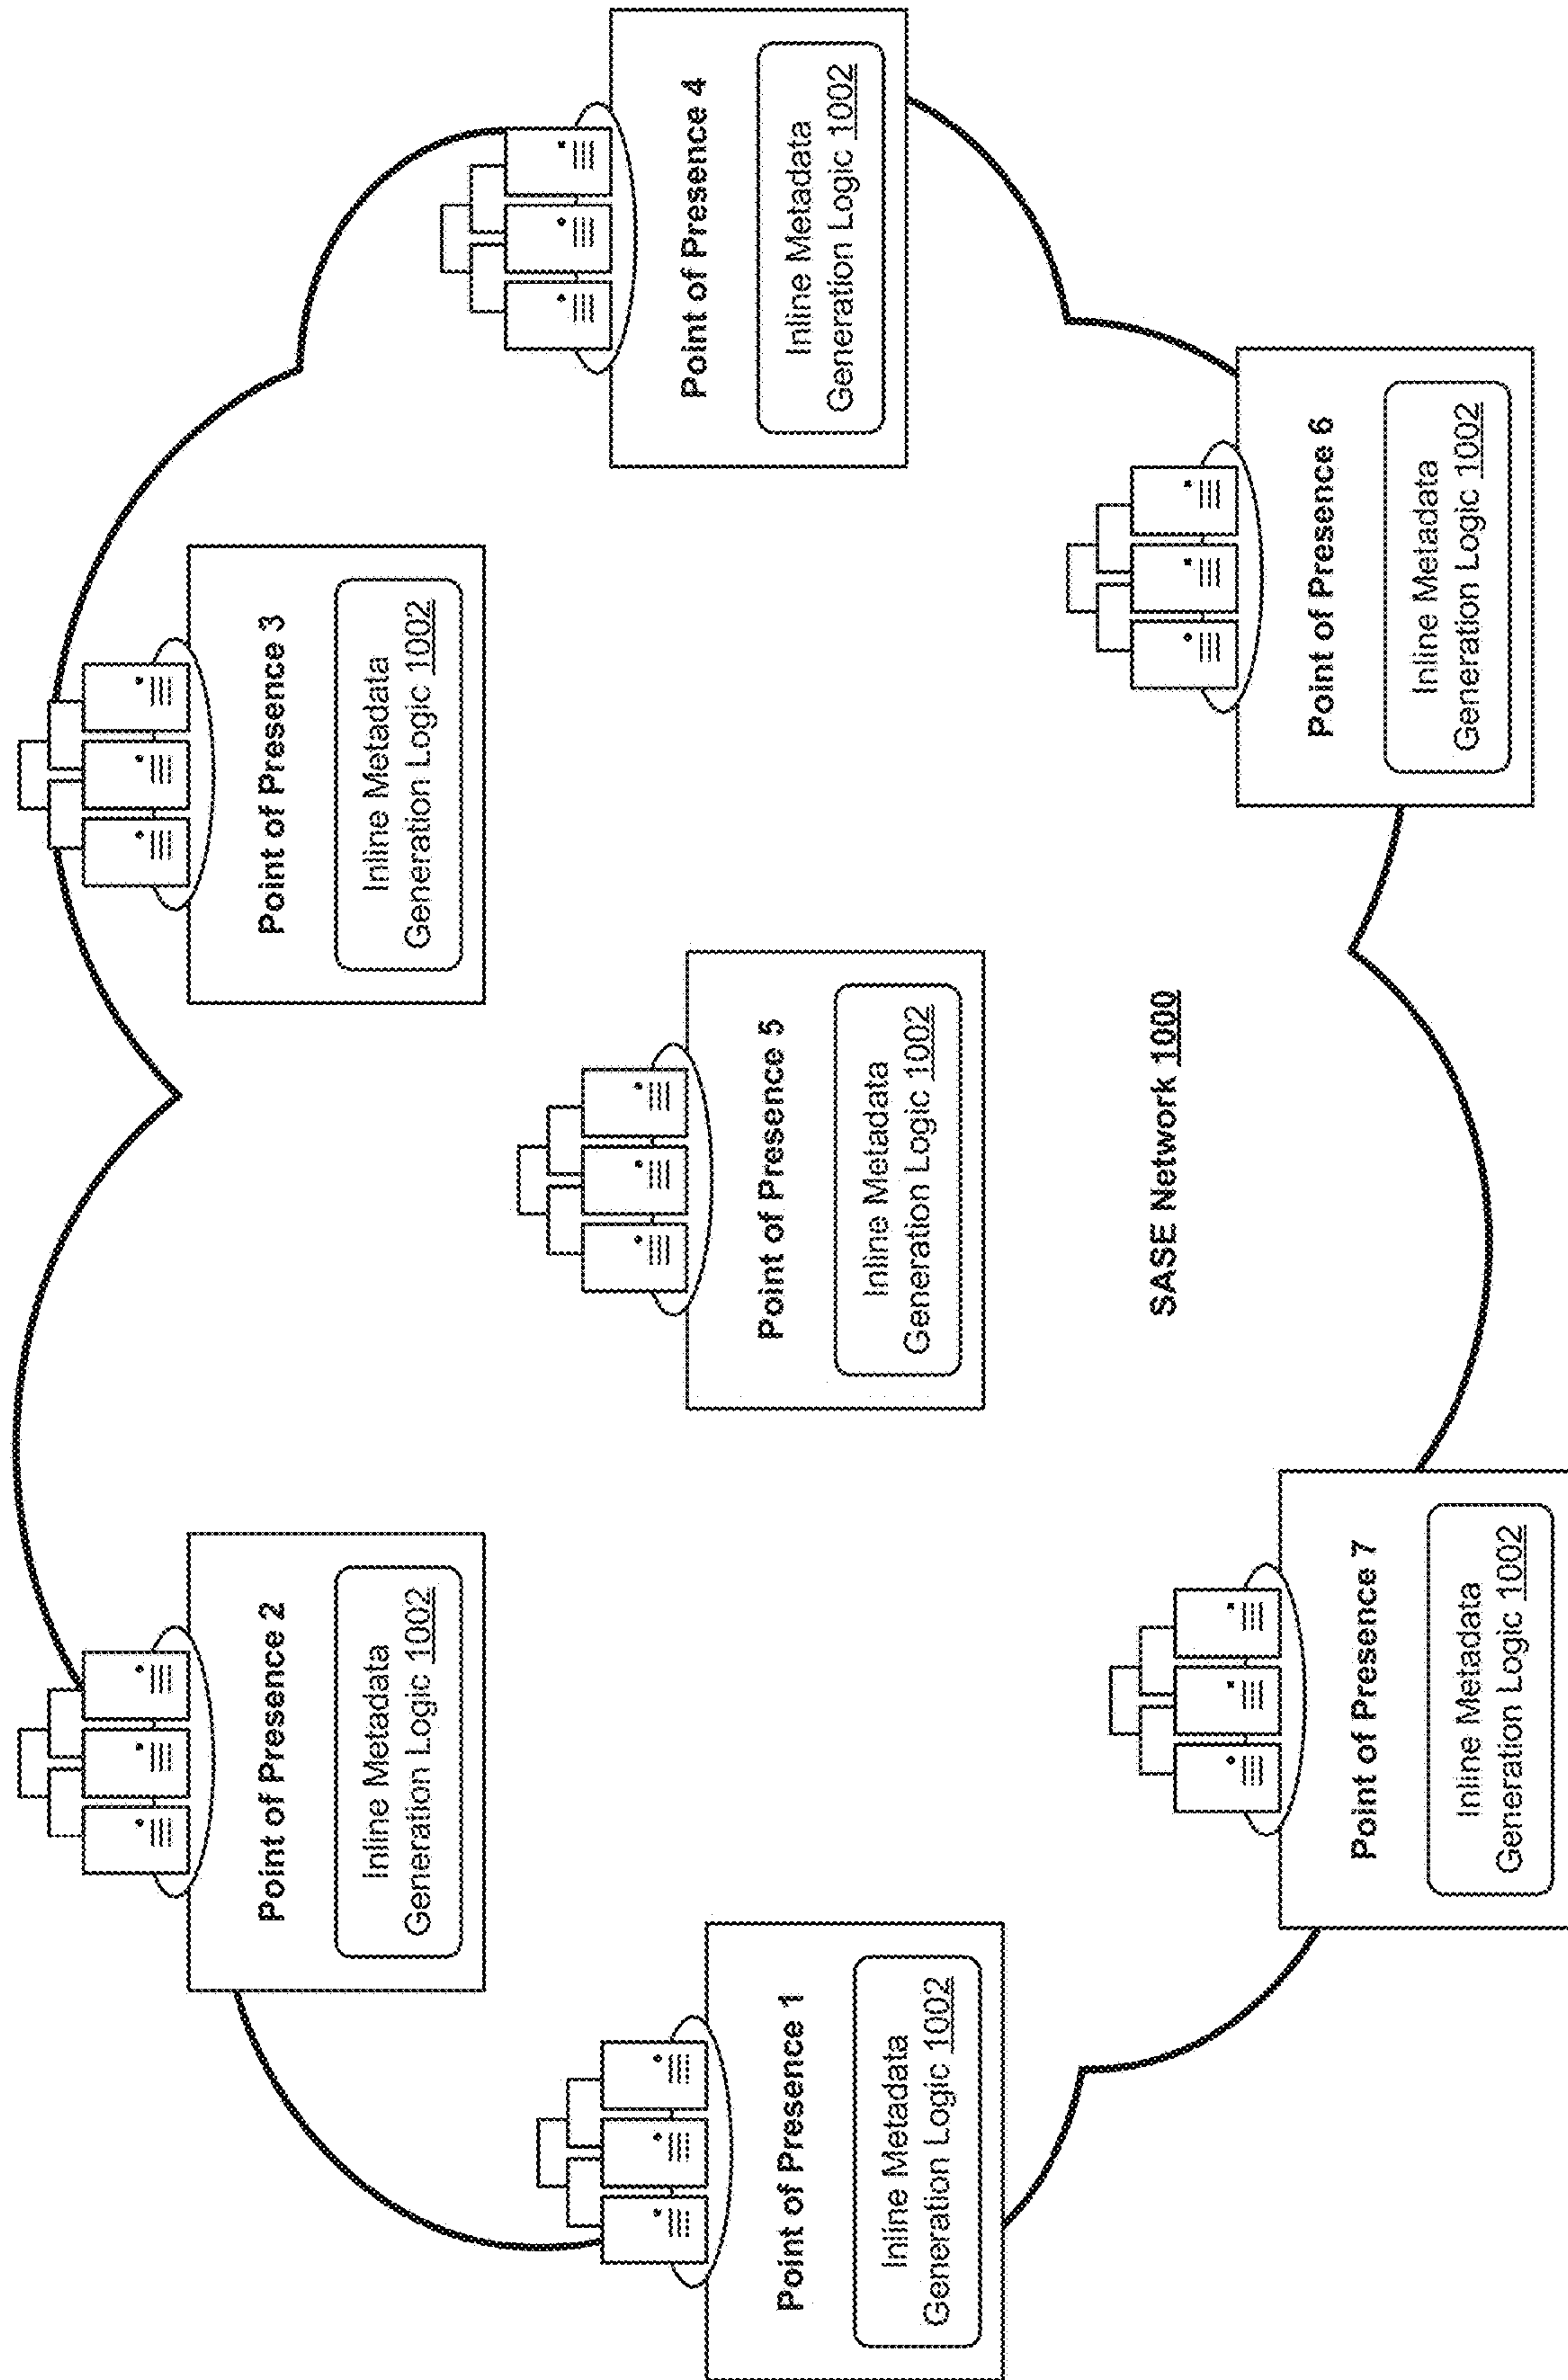 Point of Presence 2
Inline Metadata
Generation Logic 1002
Point of Presence 3
Inline Metadata
Generation Logic 1002
Point of Presence 4
Inline Metadata
Generation Logic 1002
Point of Presence 1
Inline Metadata
Generation Logic 1002
Point of Presence 5
Inline Metadata
Generation Logic 1002
SASE Network 1000
Point of Presence 7
Inline Metadata
Generation Logic 1002
Point of Presence 6
Inline Metadata
Generation Logic 1002